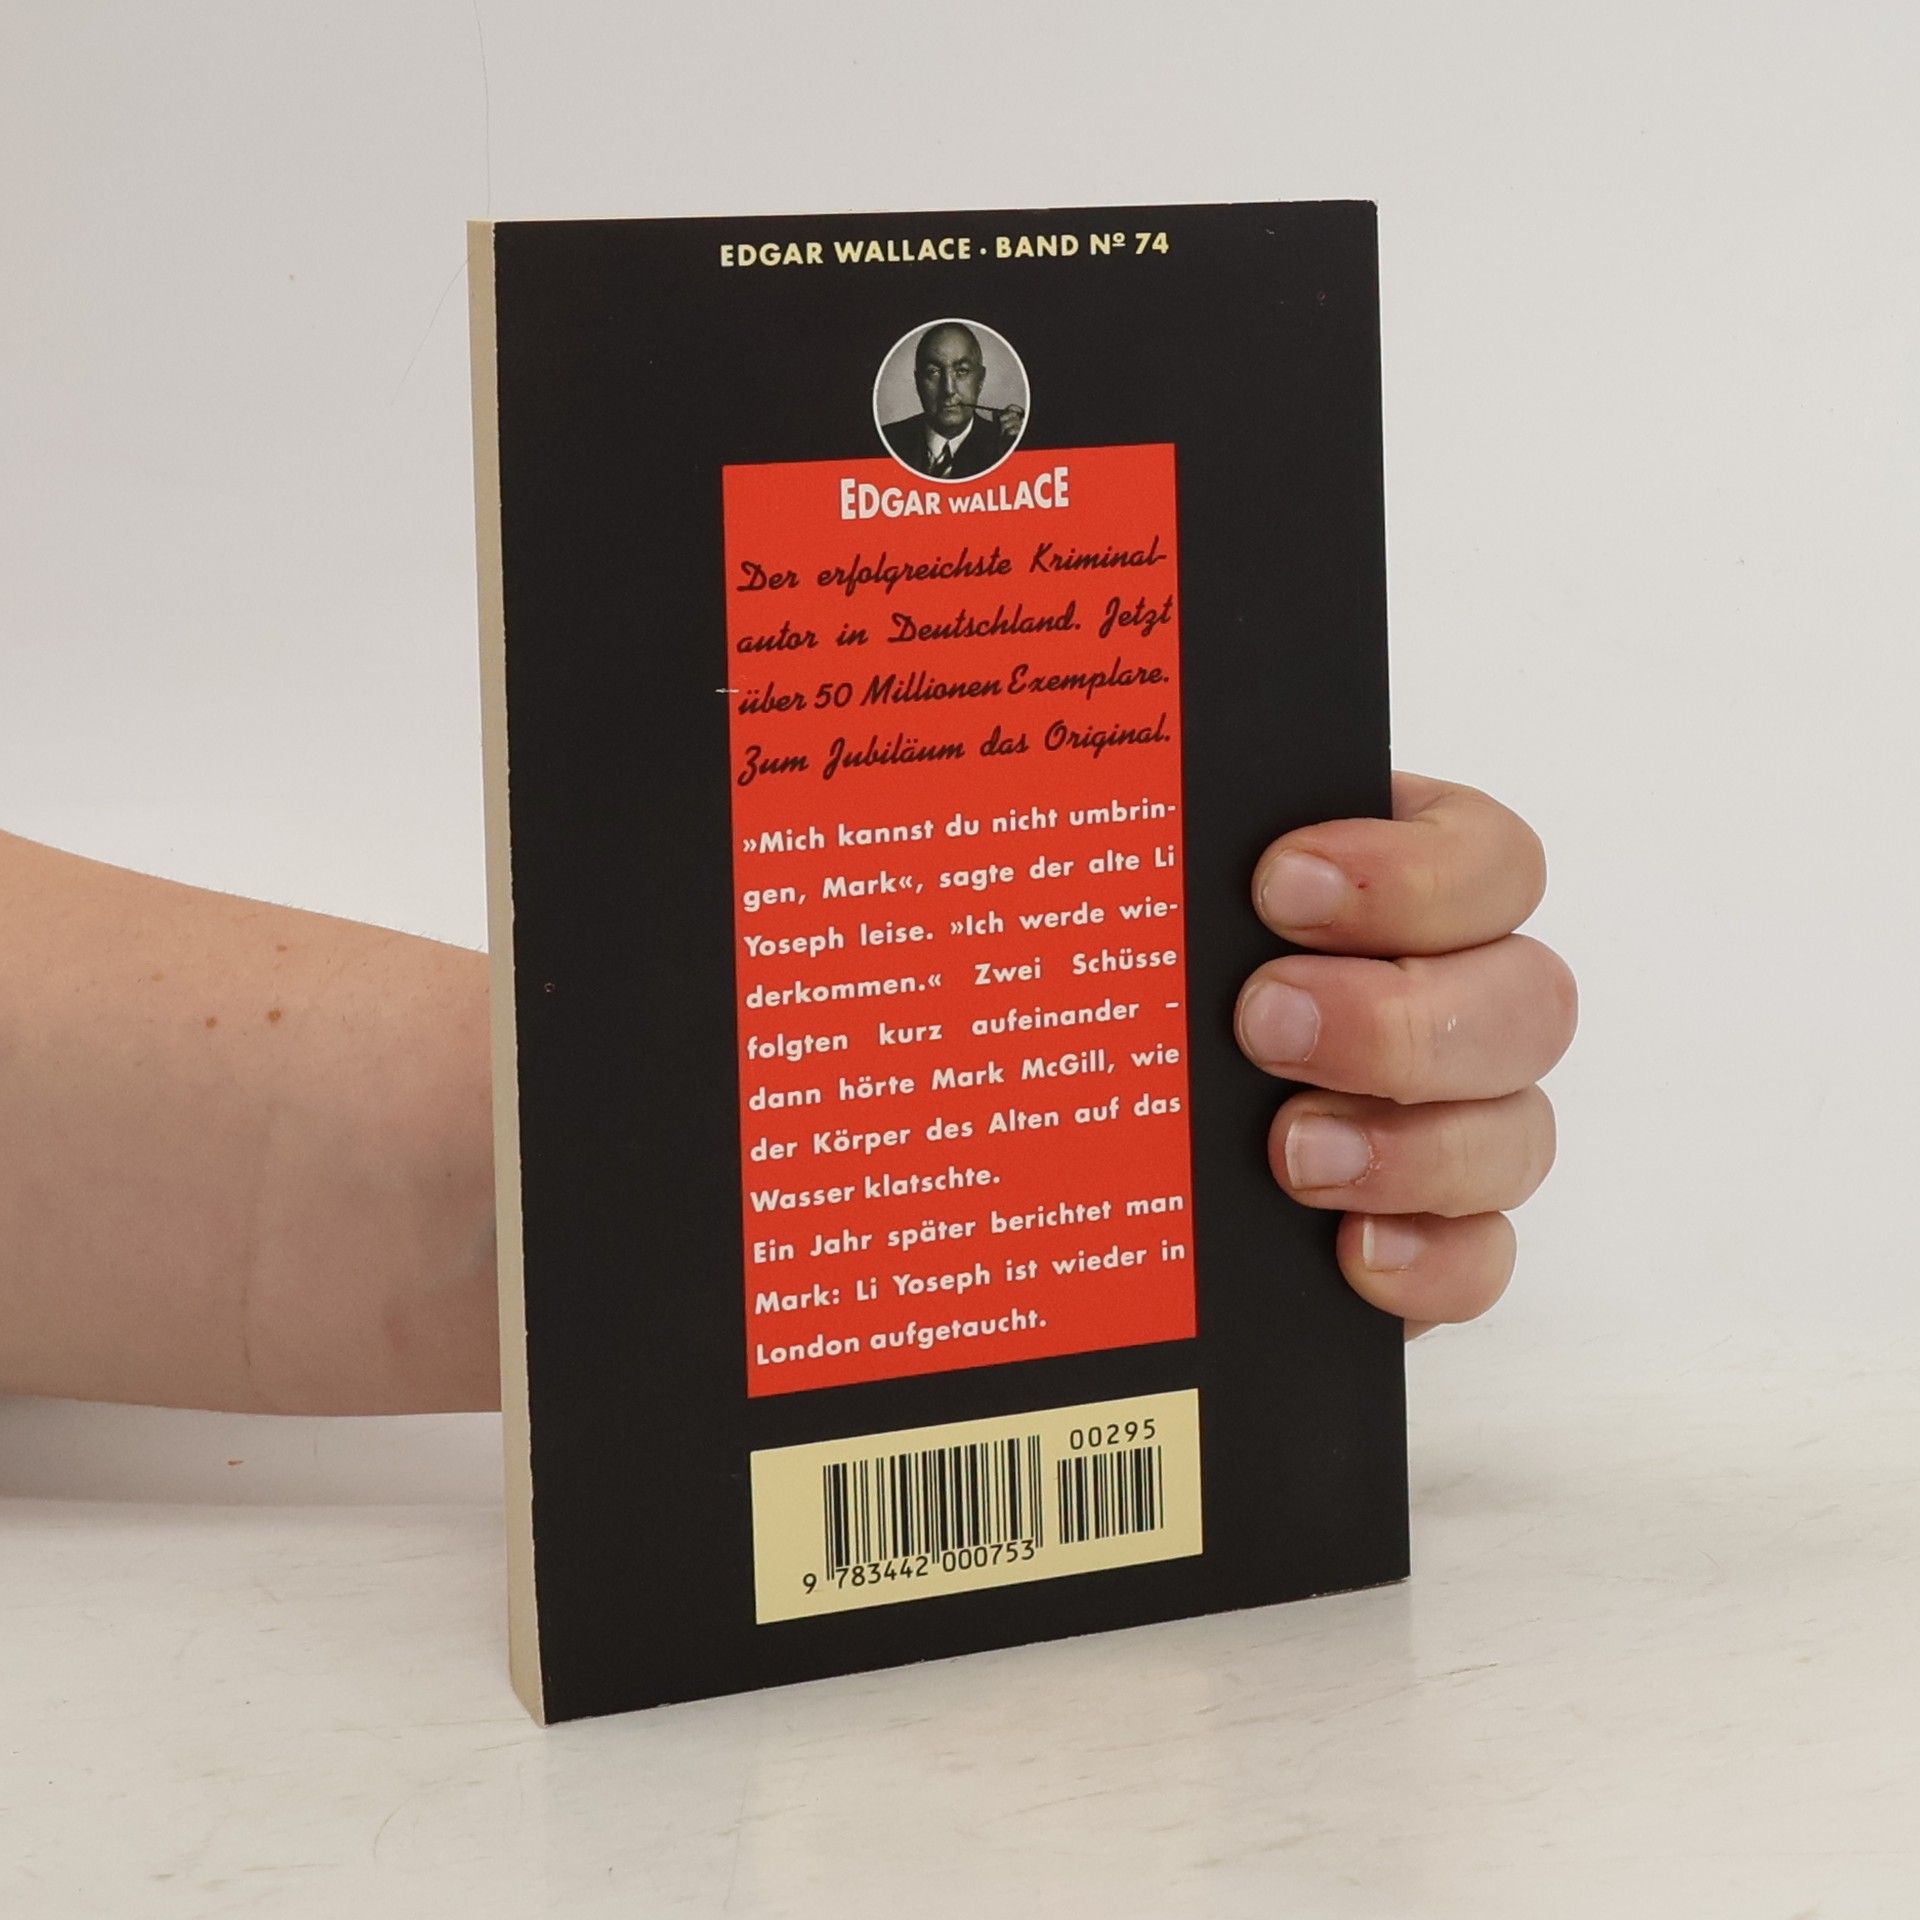 EDGAR WALLACE · BAND Nº 74
EDGAR WALLACE
Der erfolgreichste Kriminal-
autor in Deutschland. Jetzt
über 50 Millionen Exemplare.
Zum Jubiläum das Original.
»Mich kannst du nicht umbrin-
gen, Mark«, sagte der alte Li
Yoseph leise. »Ich werde wie-
derkommen.« Zwei Schüsse
folgten kurz aufeinander –
dann hörte Mark McGill, wie
der Körper des Alten auf das
Wasser klatschte.
Ein Jahr später berichtet man
Mark: Li Yoseph ist wieder in
London aufgetaucht.
00295
9 783442 000753